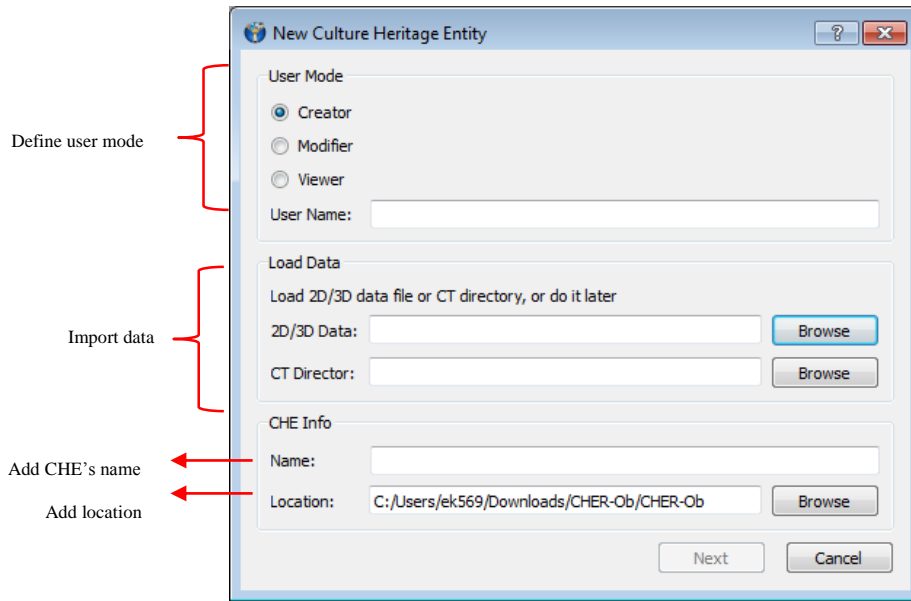 New Culture Heritage Entity
User Mode
Creator
Define user mode
Modifier
Viewer
User Name:
Load Data
Load 2D/3D data file or CT directory, or do it later
Import data
2D/3D Data: Browse
CT Director: Browse
CHE Info
Add CHE's name
Name:
Add location
Location: C:/Users/ek569/Downloads/CHER-Ob/CHER-Ob Browse
Next Cancel